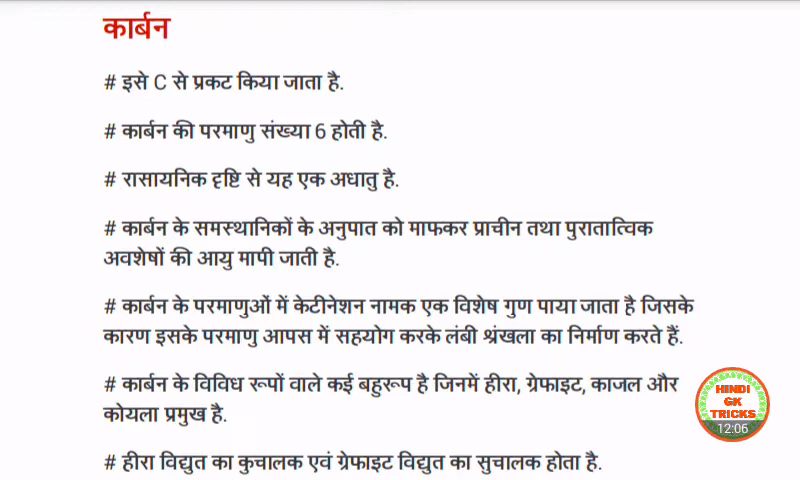 कार्बन
# इसे C से प्रकट किया जाता है.
# कार्बन की परमाणु संख्या 6 होती है.
# रासायनिक दृष्टि से यह एक अधातु है.
# कार्बन के समस्थानिकों के अनुपात को माफकर प्राचीन तथा पुरातात्विक
अवशेषों की आयु मापी जाती है.
# कार्बन के परमाणुओं में केटीनेशन नामक एक विशेष गुण पाया जाता है जिसके
कारण इसके परमाणु आपस में सहयोग करके लंबी श्रंखला का निर्माण करते हैं.
# कार्बन के विविध रूपों वाले कई बहुरूप है जिनमें हीरा, ग्रेफाइट, काजल और
कोयला प्रमुख है.
HINDI
GK
TRICKS
12:06
# हीरा विद्युत का कुचालक एवं ग्रेफाइट विद्युत का सुचालक होता है.